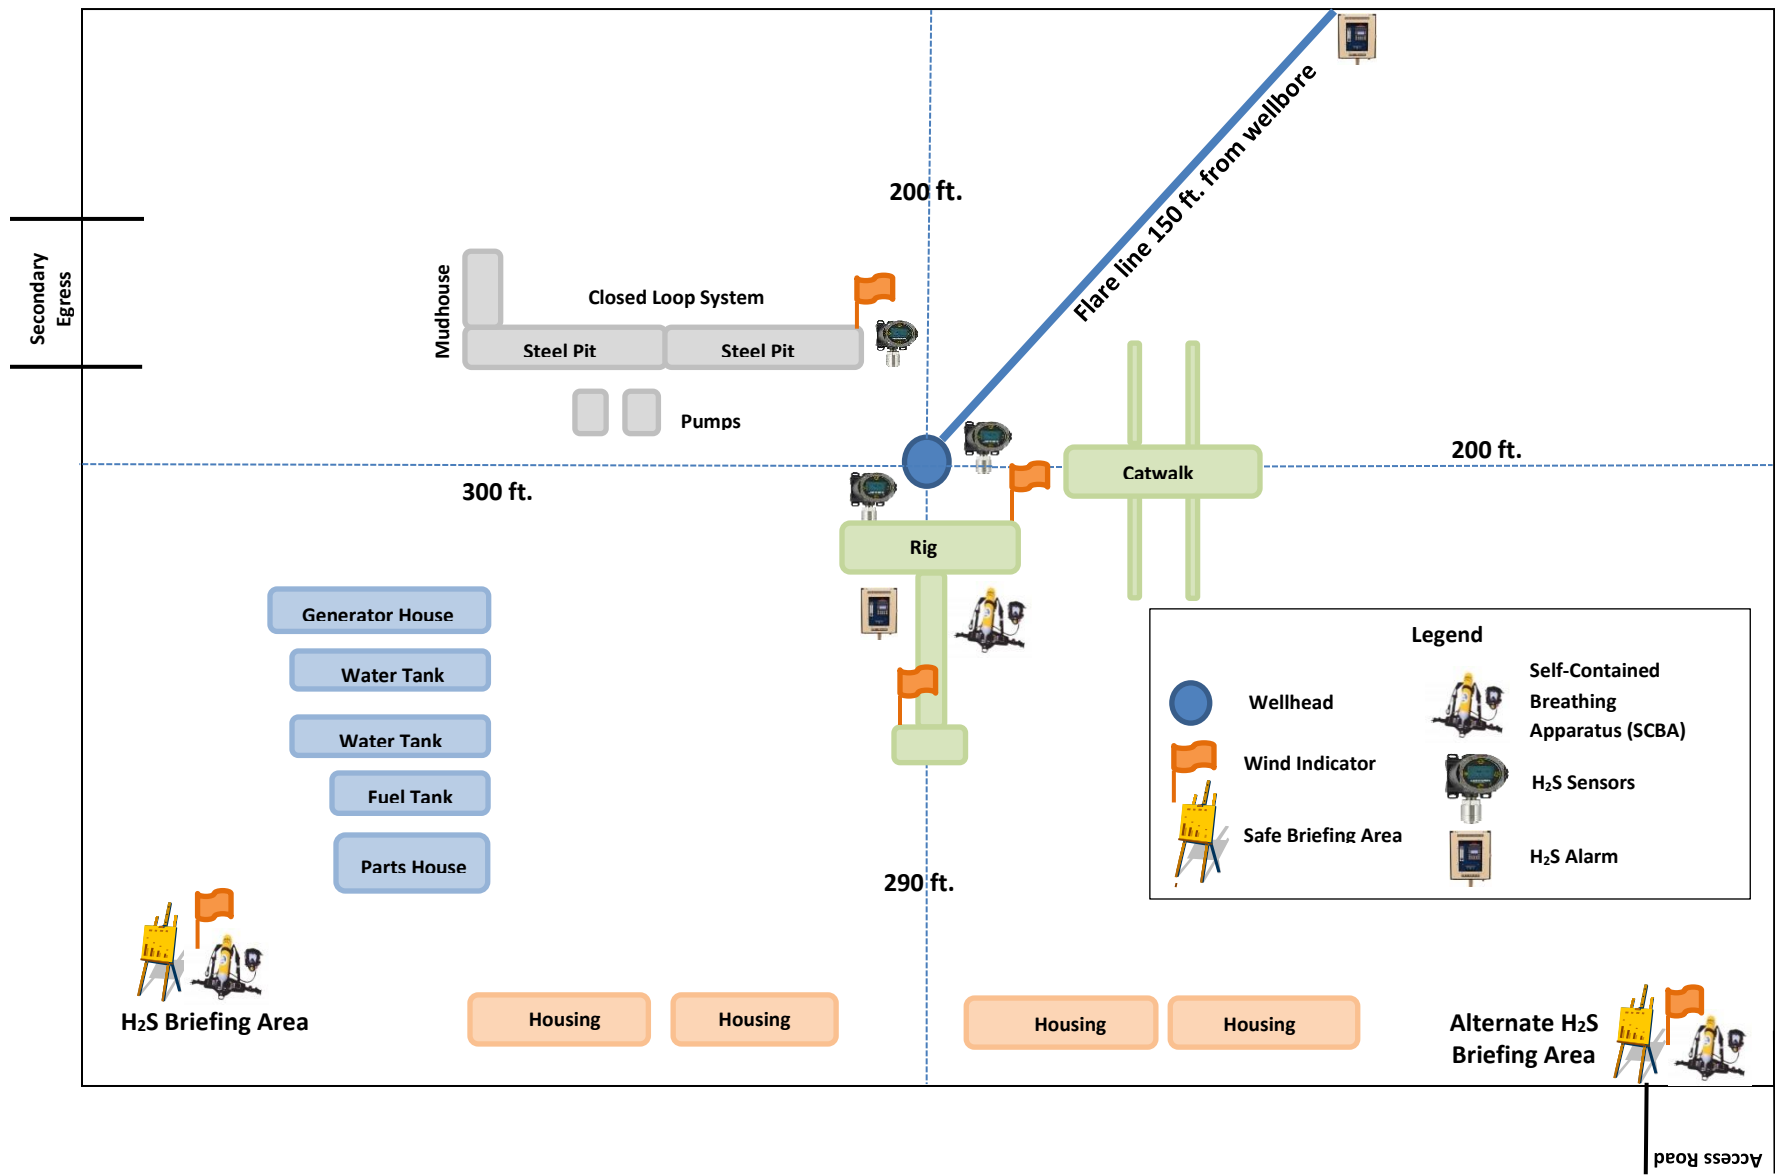 200 ft.
Flare line 150 ft. from wellbore
Secondary
Egress
Mudhouse
Closed Loop System
Steel Pit
Steel Pit
Pumps
Catwalk
200 ft.
300 ft.
Rig
Generator House
Water Tank
Water Tank
Fuel Tank
Parts House
290 ft.
Legend
Wellhead
Wind Indicator
Safe Briefing Area
Self-Contained
Breathing
Apparatus (SCBA)
H₂S Sensors
H₂S Alarm
H₂S Briefing Area
Housing
Housing
Housing
Housing
Alternate H₂S
Briefing Area
Access Road